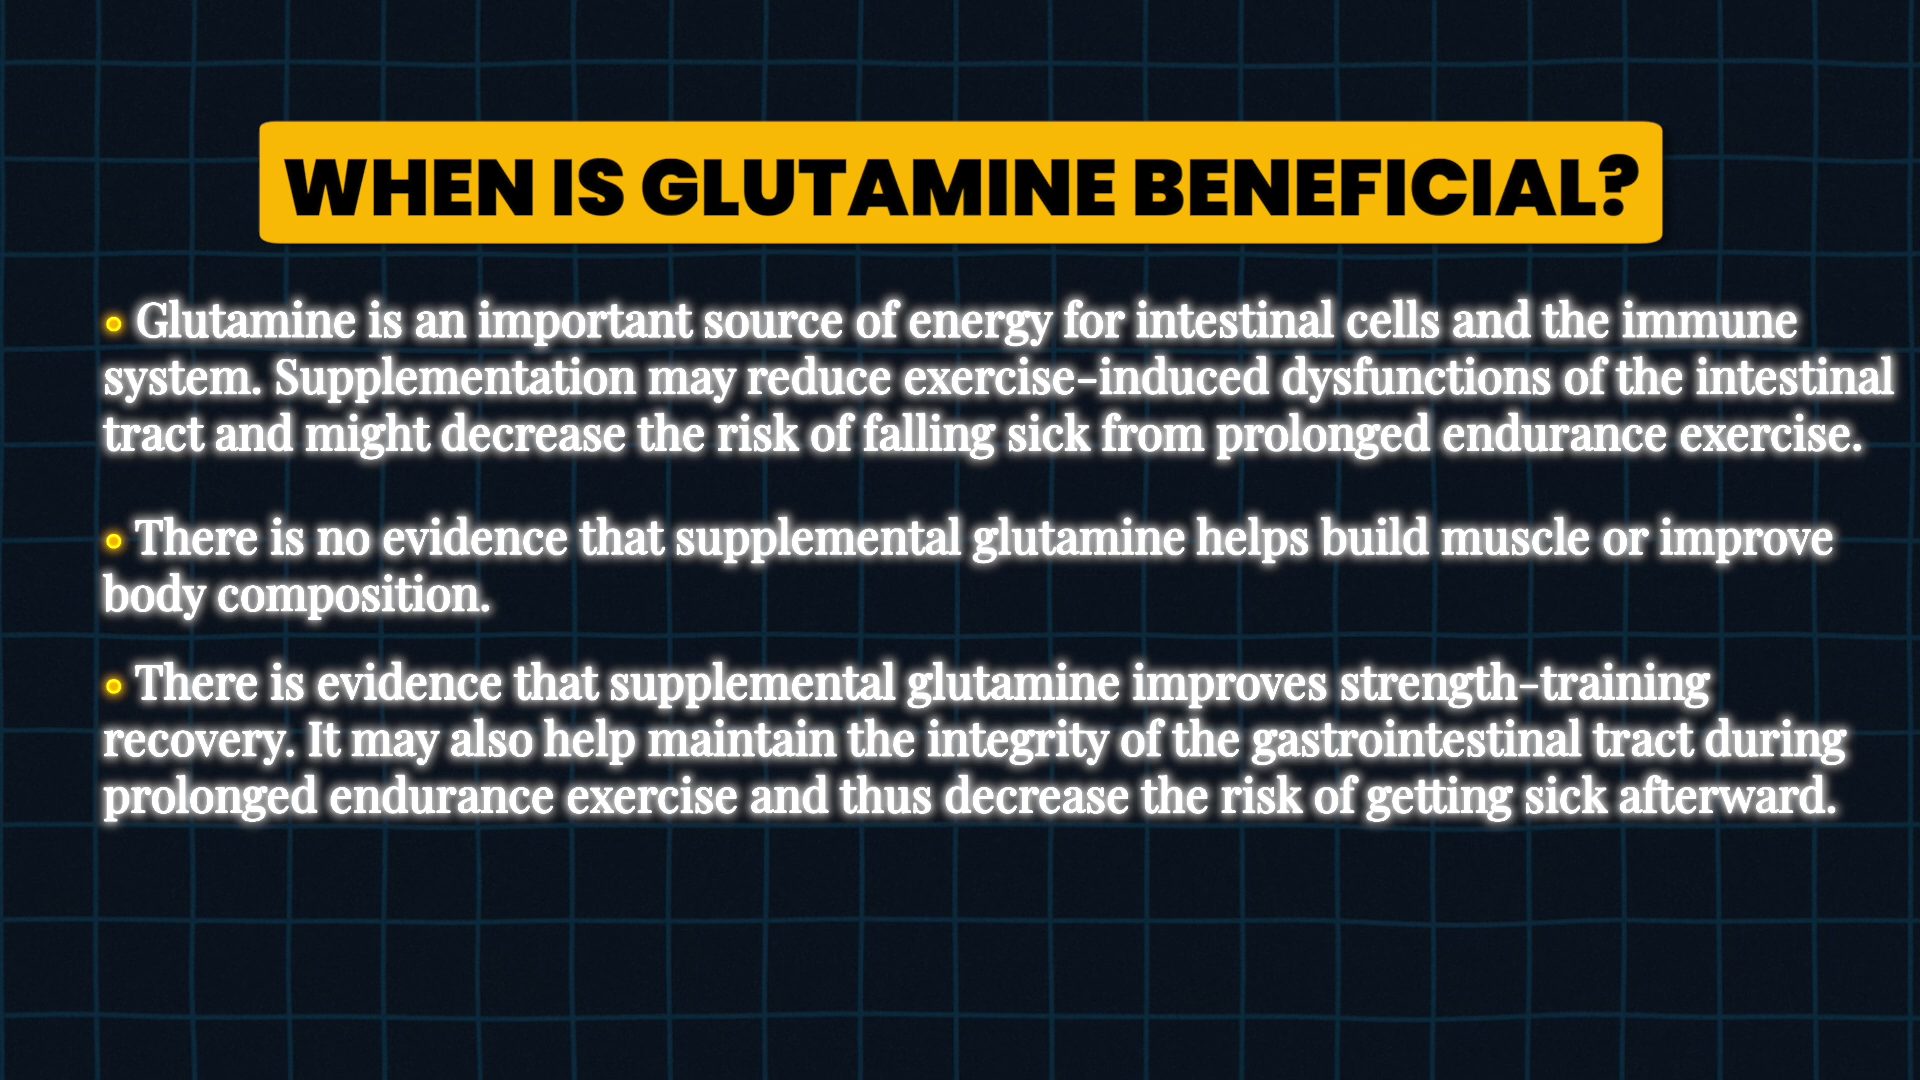 WHEN IS GLUTAMINE BENEFICIAL?
• Glutamine is an important source of energy for intestinal cells and the immune
system. Supplementation may reduce exercise-induced dysfunctions of the intestinal
tract and might decrease the risk of falling sick from prolonged endurance exercise.
• There is no evidence that supplemental glutamine helps build muscle or improve
body composition.
• There is evidence that supplemental glutamine improves strength-training
recovery. It may also help maintain the integrity of the gastrointestinal tract during
prolonged endurance exercise and thus decrease the risk of getting sick afterward.